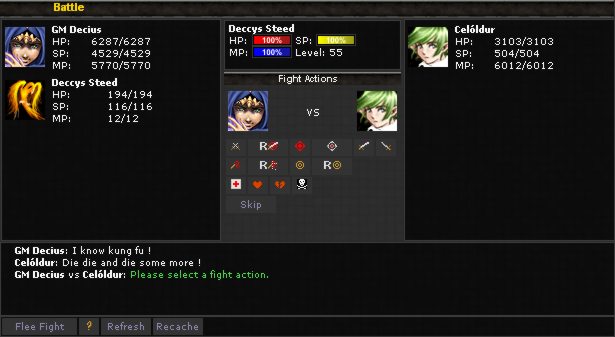 Battle
GM Decius
HP: 6287/6287
SP: 4529/4529
MP: 5770/5770
Deccys Steed
HP: 194/194
SP: 116/116
MP: 12/12
Deccys Steed
HP: 100% SP: 100%
MP: 100% Level: 55
Fight Actions
VS
R
R
R
Skip
Celóldur
HP: 3103/3103
SP: 504/504
MP: 6012/6012
GM Decius: I know kung fu !
Celóldur: Die die and die some more !
GM Decius vs Celóldur: Please select a fight action.
Flee Fight ? Refresh Recache